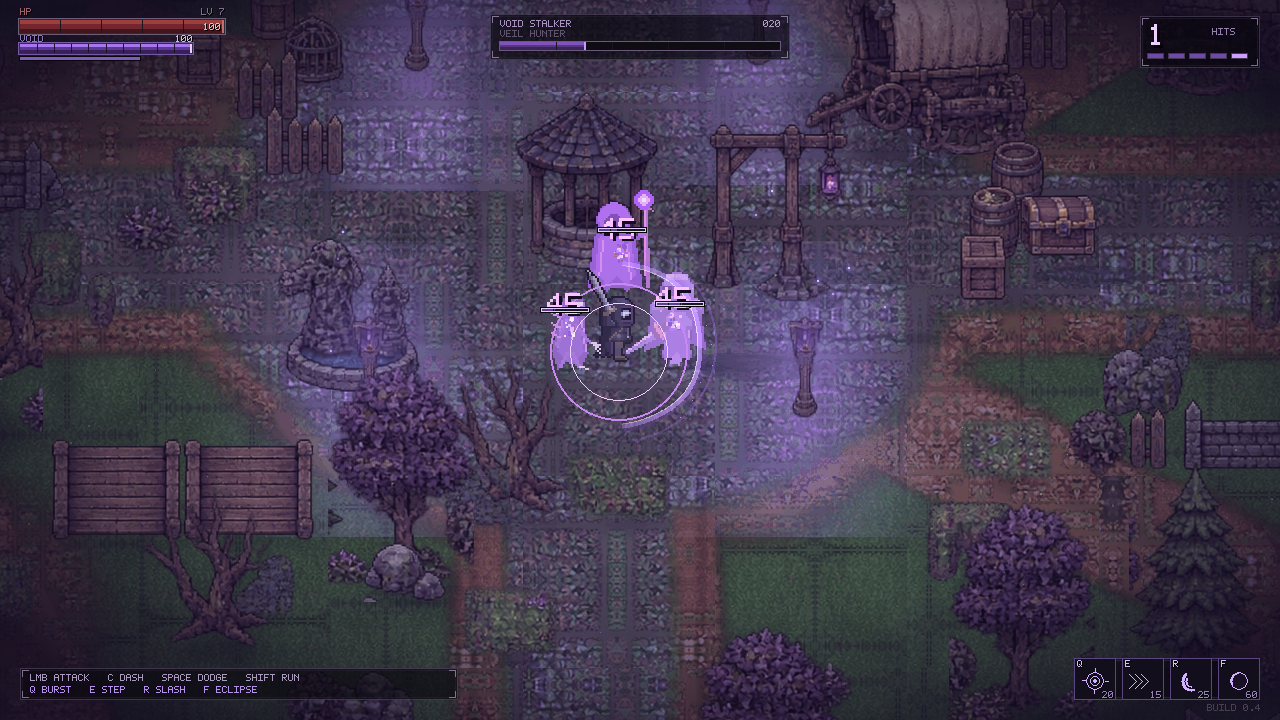 HP
LV 7
100
VOID
100
VOID STALKER
020
VEIL HUNTER
1
HITS
45
45
45
LMB ATTACK C DASH SPACE DODGE SHIFT RUN
Q BURST E STEP R SLASH F ECLIPSE
Q
E
R
F
20
15
25
60
BUILD 0.4